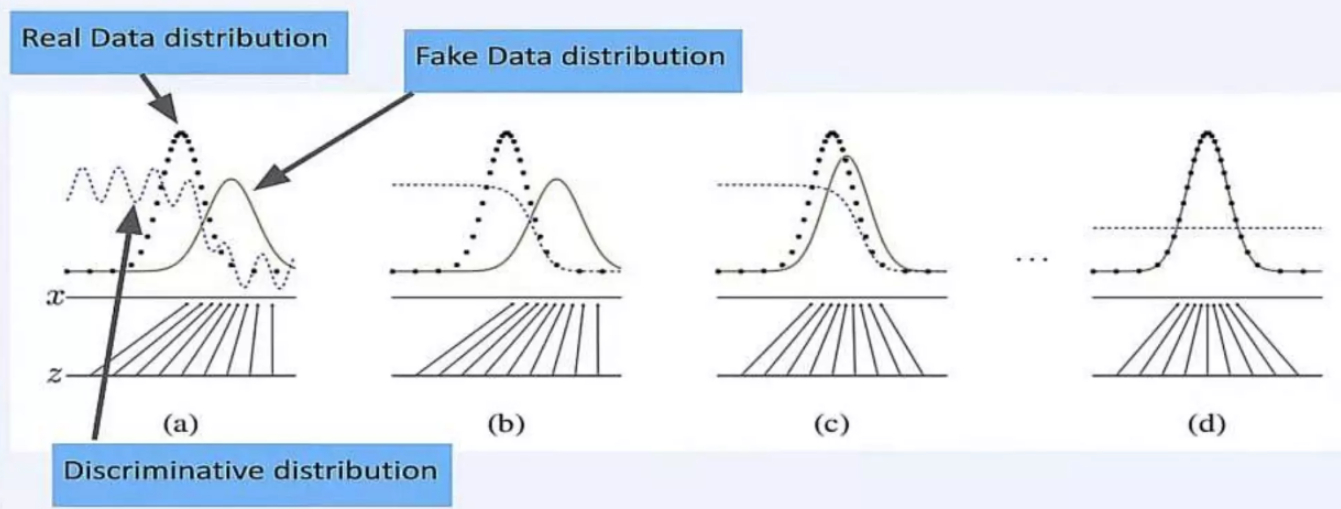 Real Data distribution
Fake Data distribution
x
z
. . .
(a)
(b)
(c)
(d)
Discriminative distribution